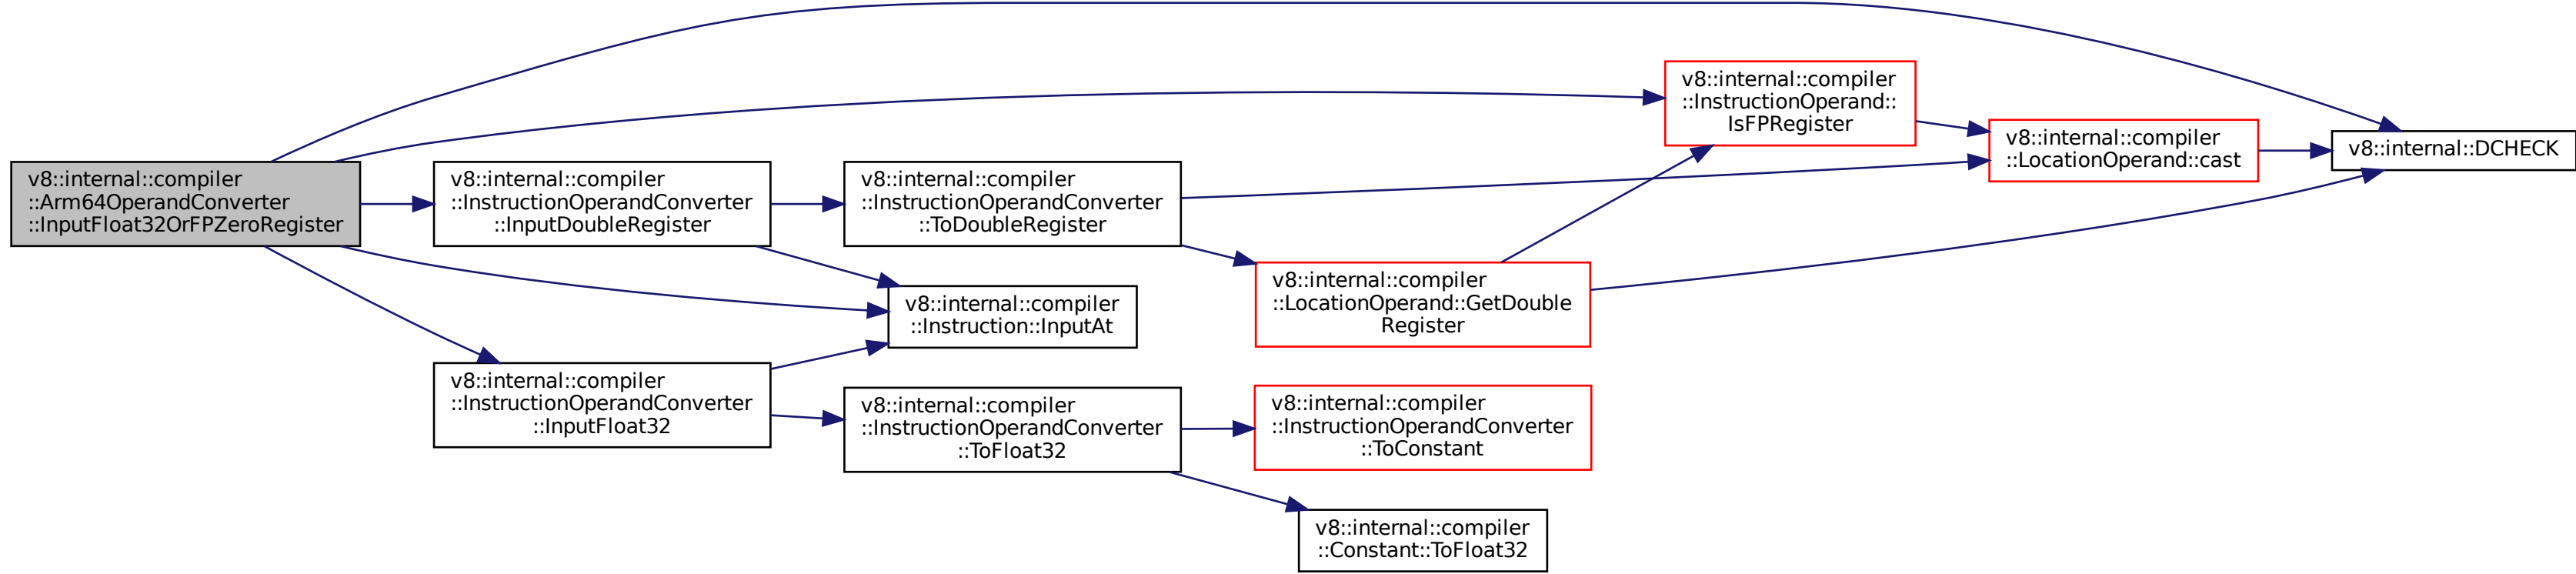 v8::internal::compiler
::Arm64OperandConverter
::InputFloat32OrFPZeroRegister
v8::internal::compiler
::InstructionOperandConverter
::InputDoubleRegister
v8::internal::compiler
::InstructionOperandConverter
::InputFloat32
v8::internal::compiler
::InstructionOperandConverter
::ToDoubleRegister
v8::internal::compiler
::Instruction::InputAt
v8::internal::compiler
::InstructionOperandConverter
::ToFloat32
v8::internal::compiler
::LocationOperand::GetDouble
Register
v8::internal::compiler
::InstructionOperandConverter
::ToConstant
v8::internal::compiler
::Constant::ToFloat32
v8::internal::compiler
::InstructionOperand::
IsFPRegister
v8::internal::compiler
::LocationOperand::cast
v8::internal::DCHECK